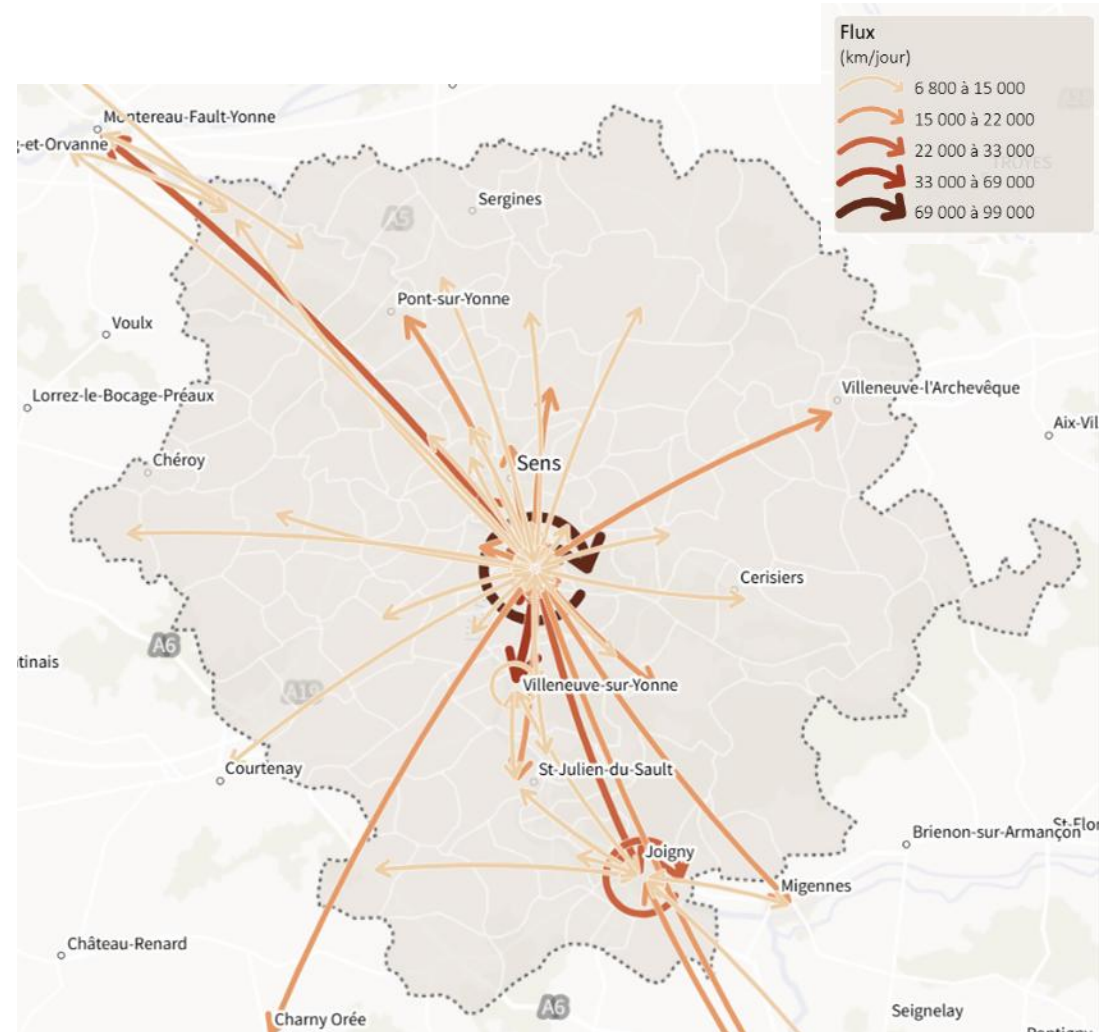 Flux
(km/jour)
6 800 à 15 000
15 000 à 22 000
22 000 à 33 000
33 000 à 69 000
69 000 à 99 000
TROYES
Montereau-Fault-Yonne
-et-Orvanne
Sergines
A5
Pont-sur-Yonne
Voulx
Lorrez-le-Bocage-Préaux
Villeneuve-l'Archevêque
Aix-Vil
Chéroy
Sens
Cerisiers
A6
tinais
A19
Villeneuve-sur-Yonne
Courtenay
St-Julien-du-Sault
St-Flor
Brienon-sur-Armançon
Joigny
Migennes
Château-Renard
A6
Charny Orée
Seignelay